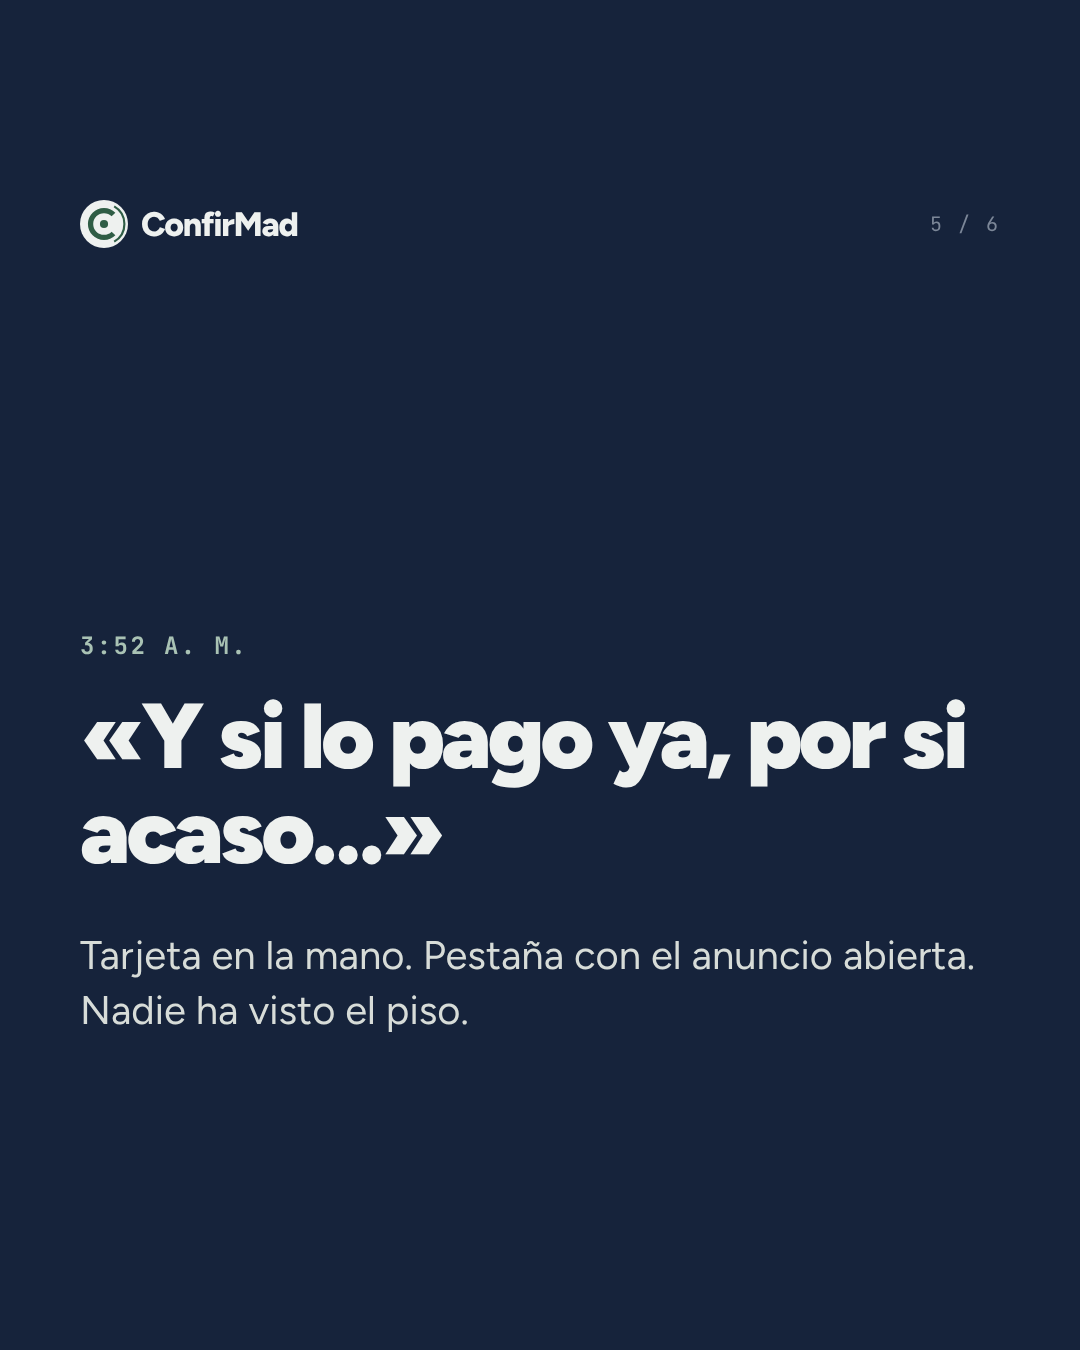 ConfirMad
5 / 6
3:52 A. M.
«Y si lo pago ya, por si
acaso...»
Tarjeta en la mano. Pestaña con el anuncio abierta.
Nadie ha visto el piso.